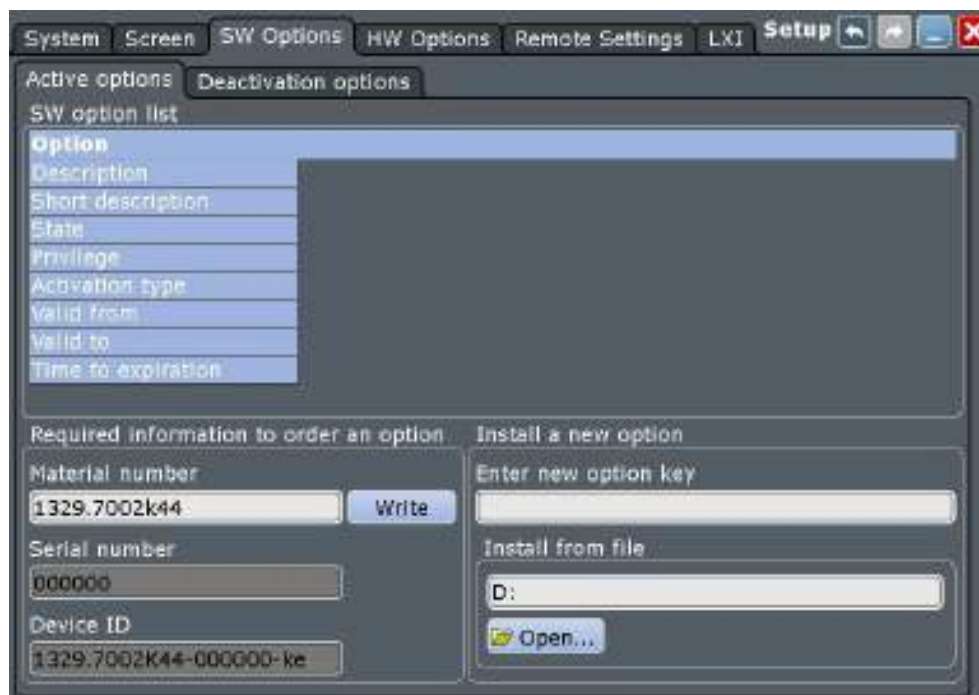 System Screen SW Options HW Options Remote Settings LXI Setup
Active options Deactivation options
SW option list
Option
Description
Short description
State
Privilege
Activation type
Valid from
Valid to
Time to expiration
Required information to order an option
Install a new option
Material number
Enter new option key
1329.7002k44 Write
Serial number
Install from file
000000
D:
Device ID
Open...
1329.7002K44-000000-ke